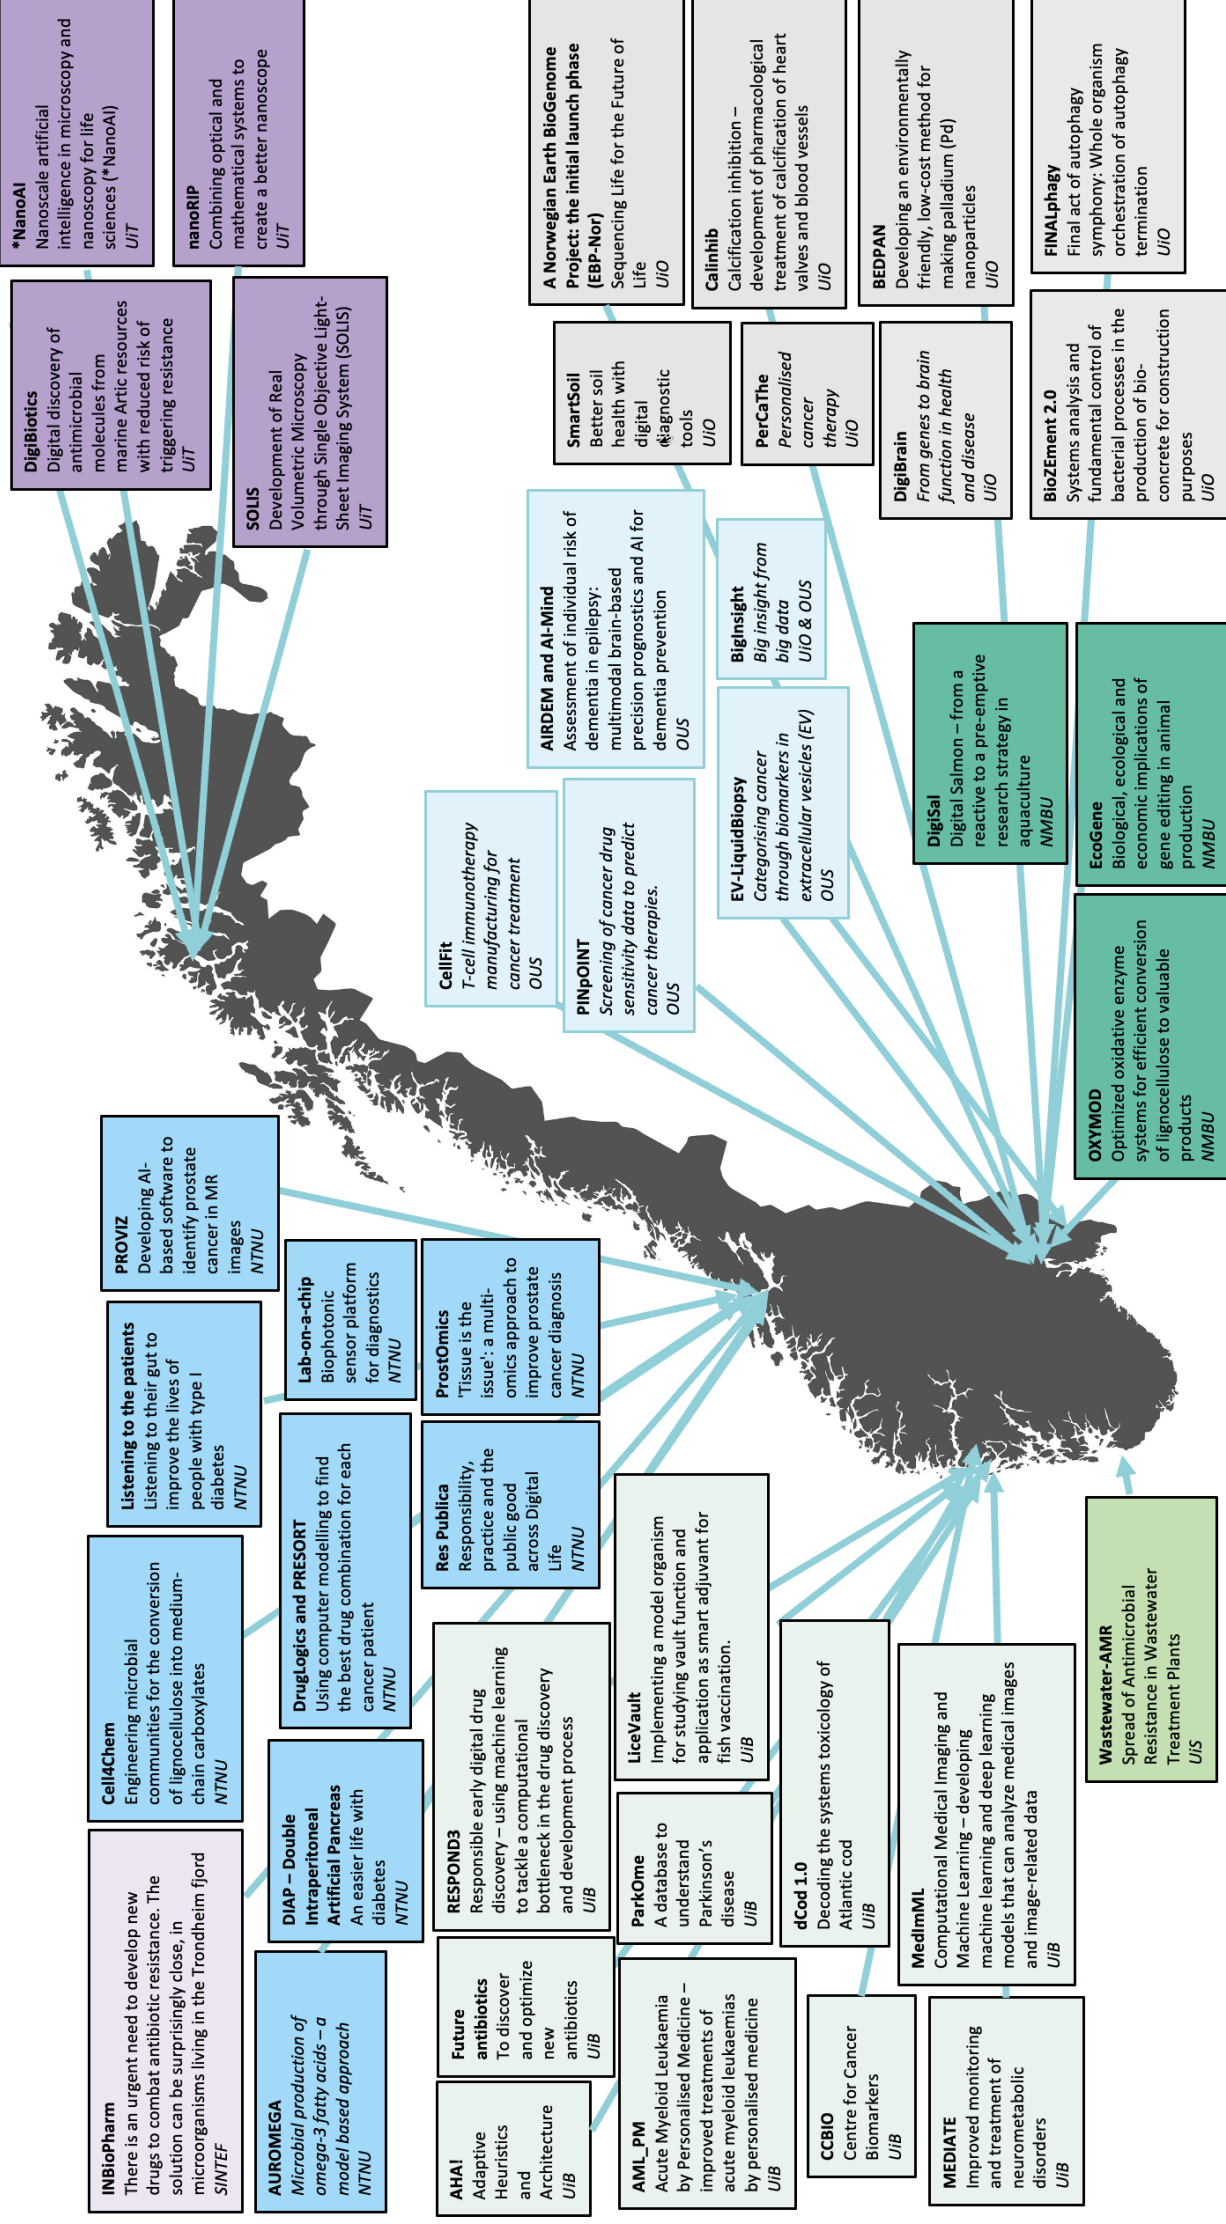 INBioPharm
There is an urgent need to develop new
drugs to combat antibiotic resistance. The
solution can be surprisingly close, in
microorganisms living in the Trondheim fjord
SINTEF
Cell4Chem
Engineering microbial
communities for the conversion
of lignocellulose into medium-
chain carboxylates
NTNU
Listening to the patients
Listening to their gut to
improve the lives of
people with type I
diabetes
NTNU
PROVIZ
Developing AI-
based software to
identify prostate
cancer in MR
images
NTNU
AUROMEGA
Microbial production of
omega-3 fatty acids – a
model based approach
NTNU
DIAP – Double
Intraperitoneal
Artificial Pancreas
An easier life with
diabetes
NTNU
DrugLogics and PRESORT
Using computer modelling to find
the best drug combination for each
cancer patient
NTNU
Lab-on-a-chip
Biophotonic
sensor platform
for diagnostics
NTNU
Res Publica
Responsibility,
practice and the
public good
across Digital
Life
NTNU
ProstOmics
'Tissue is the
issue': a multi-
omics approach to
improve prostate
cancer diagnosis
NTNU
AHA!
Adaptive
Heuristics
and
Architecture
UiB
Future
antibiotics
To discover
and optimize
new
antibiotics
UiB
RESPOND3
Responsible early digital drug
discovery – using machine learning
to tackle a computational
bottleneck in the drug discovery
and development process
UiB
AML_PM
Acute Myeloid Leukaemia
by Personalised Medicine –
improved treatments of
acute myeloid leukaemias
by personalised medicine
UiB
ParkOme
A database to
understand
Parkinson's
disease
UiB
LiceVault
Implementing a model organism
for studying vault function and
application as smart adjuvant for
fish vaccination.
UiB
CCBIO
Centre for Cancer
Biomarkers
UiB
dCod 1.0
Decoding the systems toxicology of
Atlantic cod
UiB
MEDIATE
Improved monitoring
and treatment of
neurometabolic
disorders
UiB
MedImML
Computational Medical Imaging and
Machine Learning – developing
machine learning and deep learning
models that can analyze medical images
and image-related data
UiB
Wastewater-AMR
Spread of Antimicrobial
Resistance in Wastewater
Treatment Plants
UiS
DigiBiotics
Digital discovery of
antimicrobial
molecules from
marine Artic resources
with reduced risk of
triggering resistance
UiT
*NanoAI
Nanoscale artificial
intelligence in microscopy and
nanoscopy for life
sciences (*NanoAI)
UiT
nanoRIP
Combining optical and
mathematical systems to
create a better nanoscope
UiT
SOLIS
Development of Real
Volumetric Microscopy
through Single Objective Light-
Sheet Imaging System (SOLIS)
UiT
CellFit
T-cell immunotherapy
manufacturing for
cancer treatment
OUS
PINpOINT
Screening of cancer drug
sensitivity data to predict
cancer therapies.
OUS
AIRDEM and AI-Mind
Assessment of individual risk of
dementia in epilepsy:
multimodal brain-based
precision prognostics and AI for
dementia prevention
OUS
EV-LiquidBiopsy
Categorising cancer
through biomarkers in
extracellular vesicles (EV)
OUS
BigInsight
Big insight from
big data
UiO & OUS
SmartSoil
Better soil
health with
digital
diagnostic
tools
UiO
A Norwegian Earth BioGenome
Project: the initial launch phase
(EBP-Nor)
Sequencing Life for the Future of
Life
UiO
Calinhib
Calcification inhibition –
development of pharmacological
treatment of calcification of heart
valves and blood vessels
UiO
PerCaThe
Personalised
cancer
therapy
UiO
BEDPAN
Developing an environmentally
friendly, low-cost method for
making palladium (Pd)
nanoparticles
UiO
DigiBrain
From genes to brain
function in health
and disease
UiO
FINALphagy
Final act of autophagy
symphony: Whole organism
orchestration of autophagy
termination
UiO
BioZEment 2.0
Systems analysis and
fundamental control of
bacterial processes in the
production of bio-
concrete for construction
purposes
UiO
DigiSal
Digital Salmon – from a
reactive to a pre-emptive
research strategy in
aquaculture
NMBU
EcoGene
Biological, ecological and
economic implications of
gene editing in animal
production
NMBU
OXYMOD
Optimized oxidative enzyme
systems for efficient conversion
of lignocellulose to valuable
products
NMBU